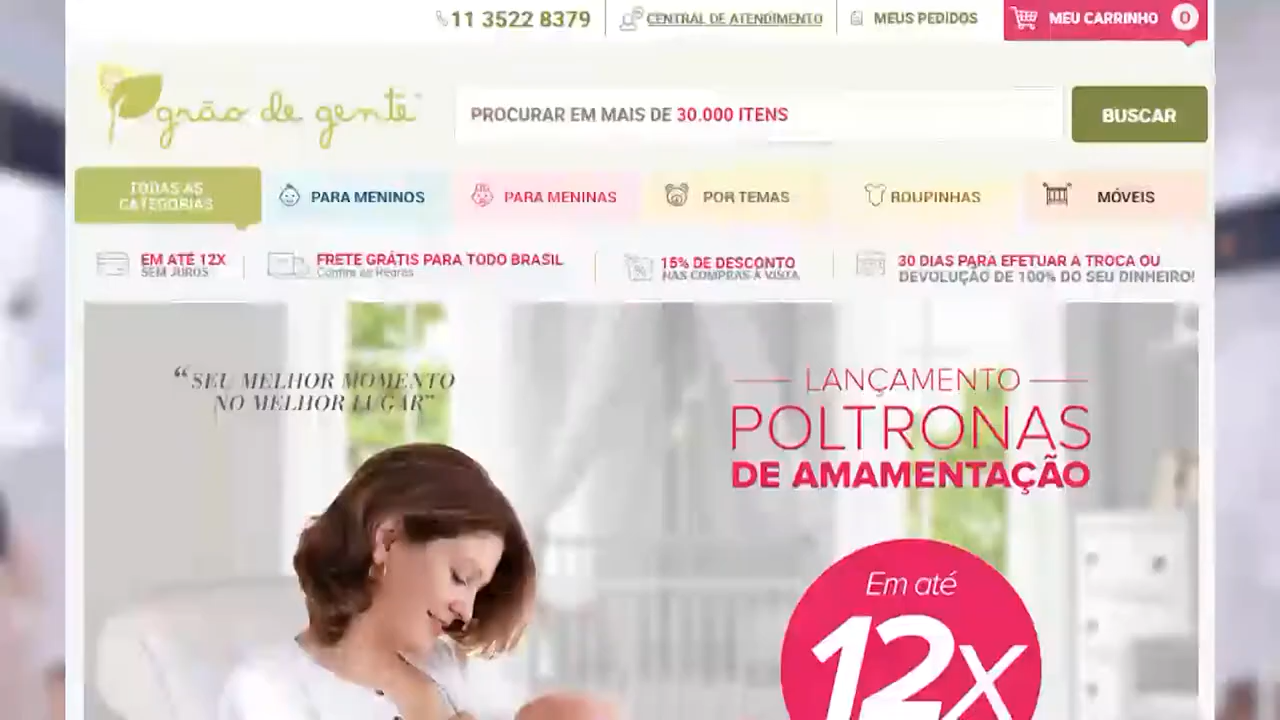 11 3522 8379
CENTRAL DE ATENDIMENTO
MEUS PEDIDOS
MEU CARRINHO 0
grão de gente
PROCURAR EM MAIS DE 30.000 ITENS
BUSCAR
TODAS AS
CATEGORIAS
PARA MENINOS
PARA MENINAS
POR TEMAS
ROUPINHAS
MÓVEIS
EM ATÉ 12X
SEM JUROS
FRETE GRÁTIS PARA TODO BRASIL
Confira as Regras
15% DE DESCONTO
NAS COMPRAS À VISTA
30 DIAS PARA EFETUAR A TROCA OU
DEVOLUÇÃO DE 100% DO SEU DINHEIRO!
“SEU MELHOR MOMENTO
NO MELHOR LUGAR”
LANÇAMENTO
POLTRONAS
DE AMAMENTAÇÃO
Em até
12x